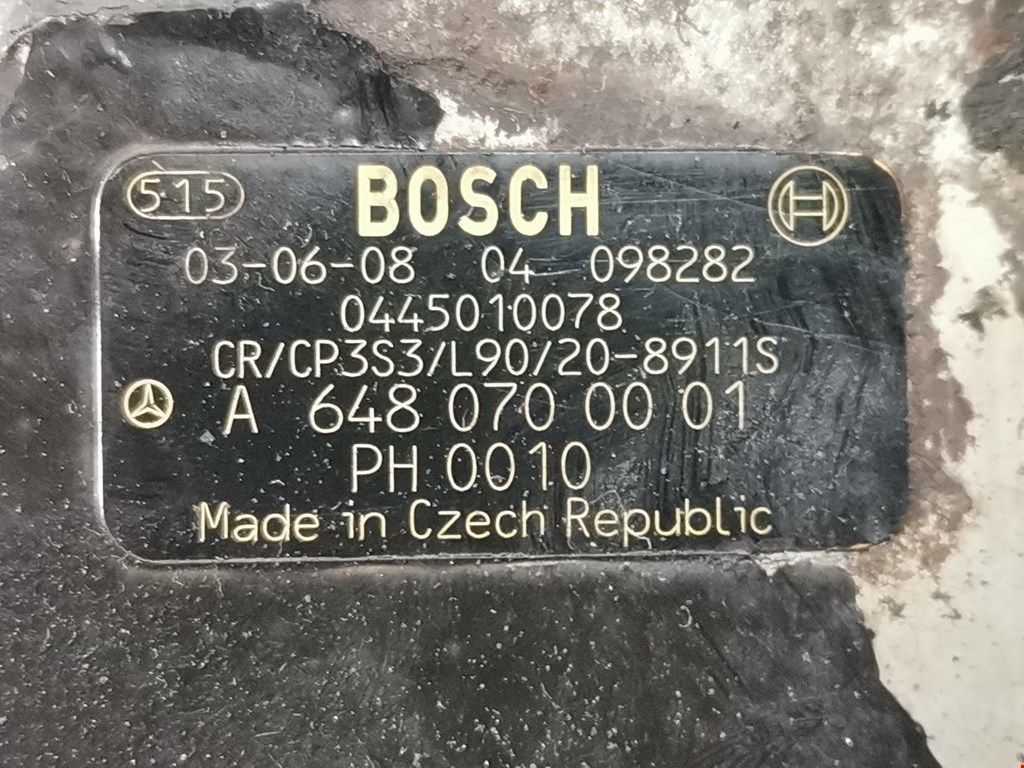 515 BOSCH
03-06-08 04 098282
0445010078
CR/CP3S3/L90/20-8911S
A 648 070 00 01
PH 0010
Made in Czech Republic